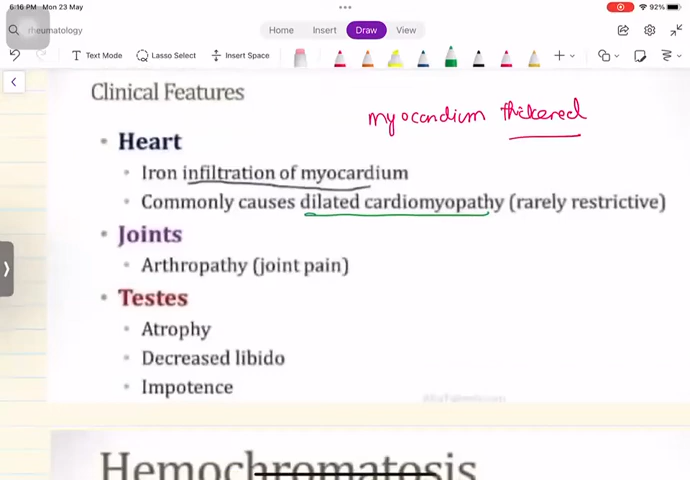 6:16 PM Mon 23 May
92%
rheumatology
Home Insert Draw View
Text Mode Lasso Select Insert Space
Clinical Features
myocardium thickered
• Heart
• Iron infiltration of myocardium
• Commonly causes dilated cardiomyopathy (rarely restrictive)
• Joints
• Arthropathy (joint pain)
• Testes
• Atrophy
• Decreased libido
• Impotence
Hemochromatosis